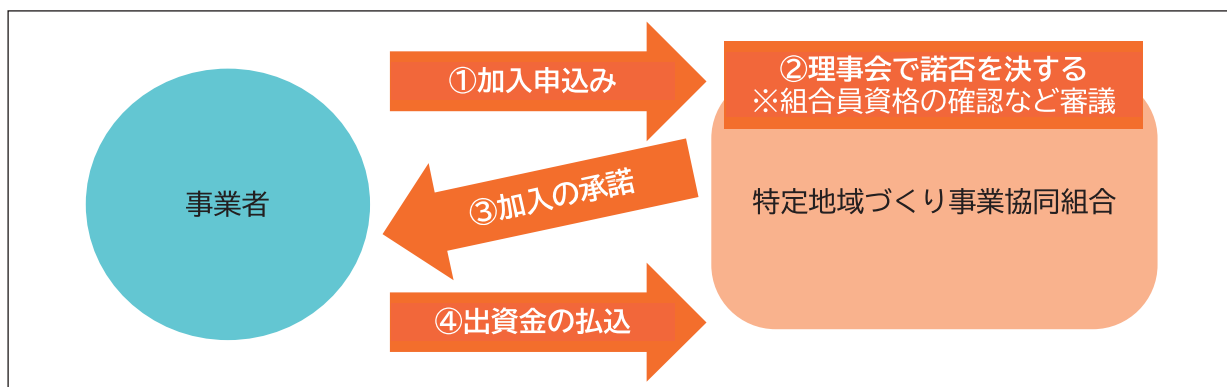 ①加入申込み
②理事会で諾否を決する
※組合員資格の確認など審議
事業者
③加入の承諾
特定地域づくり事業協同組合
④出資金の払込